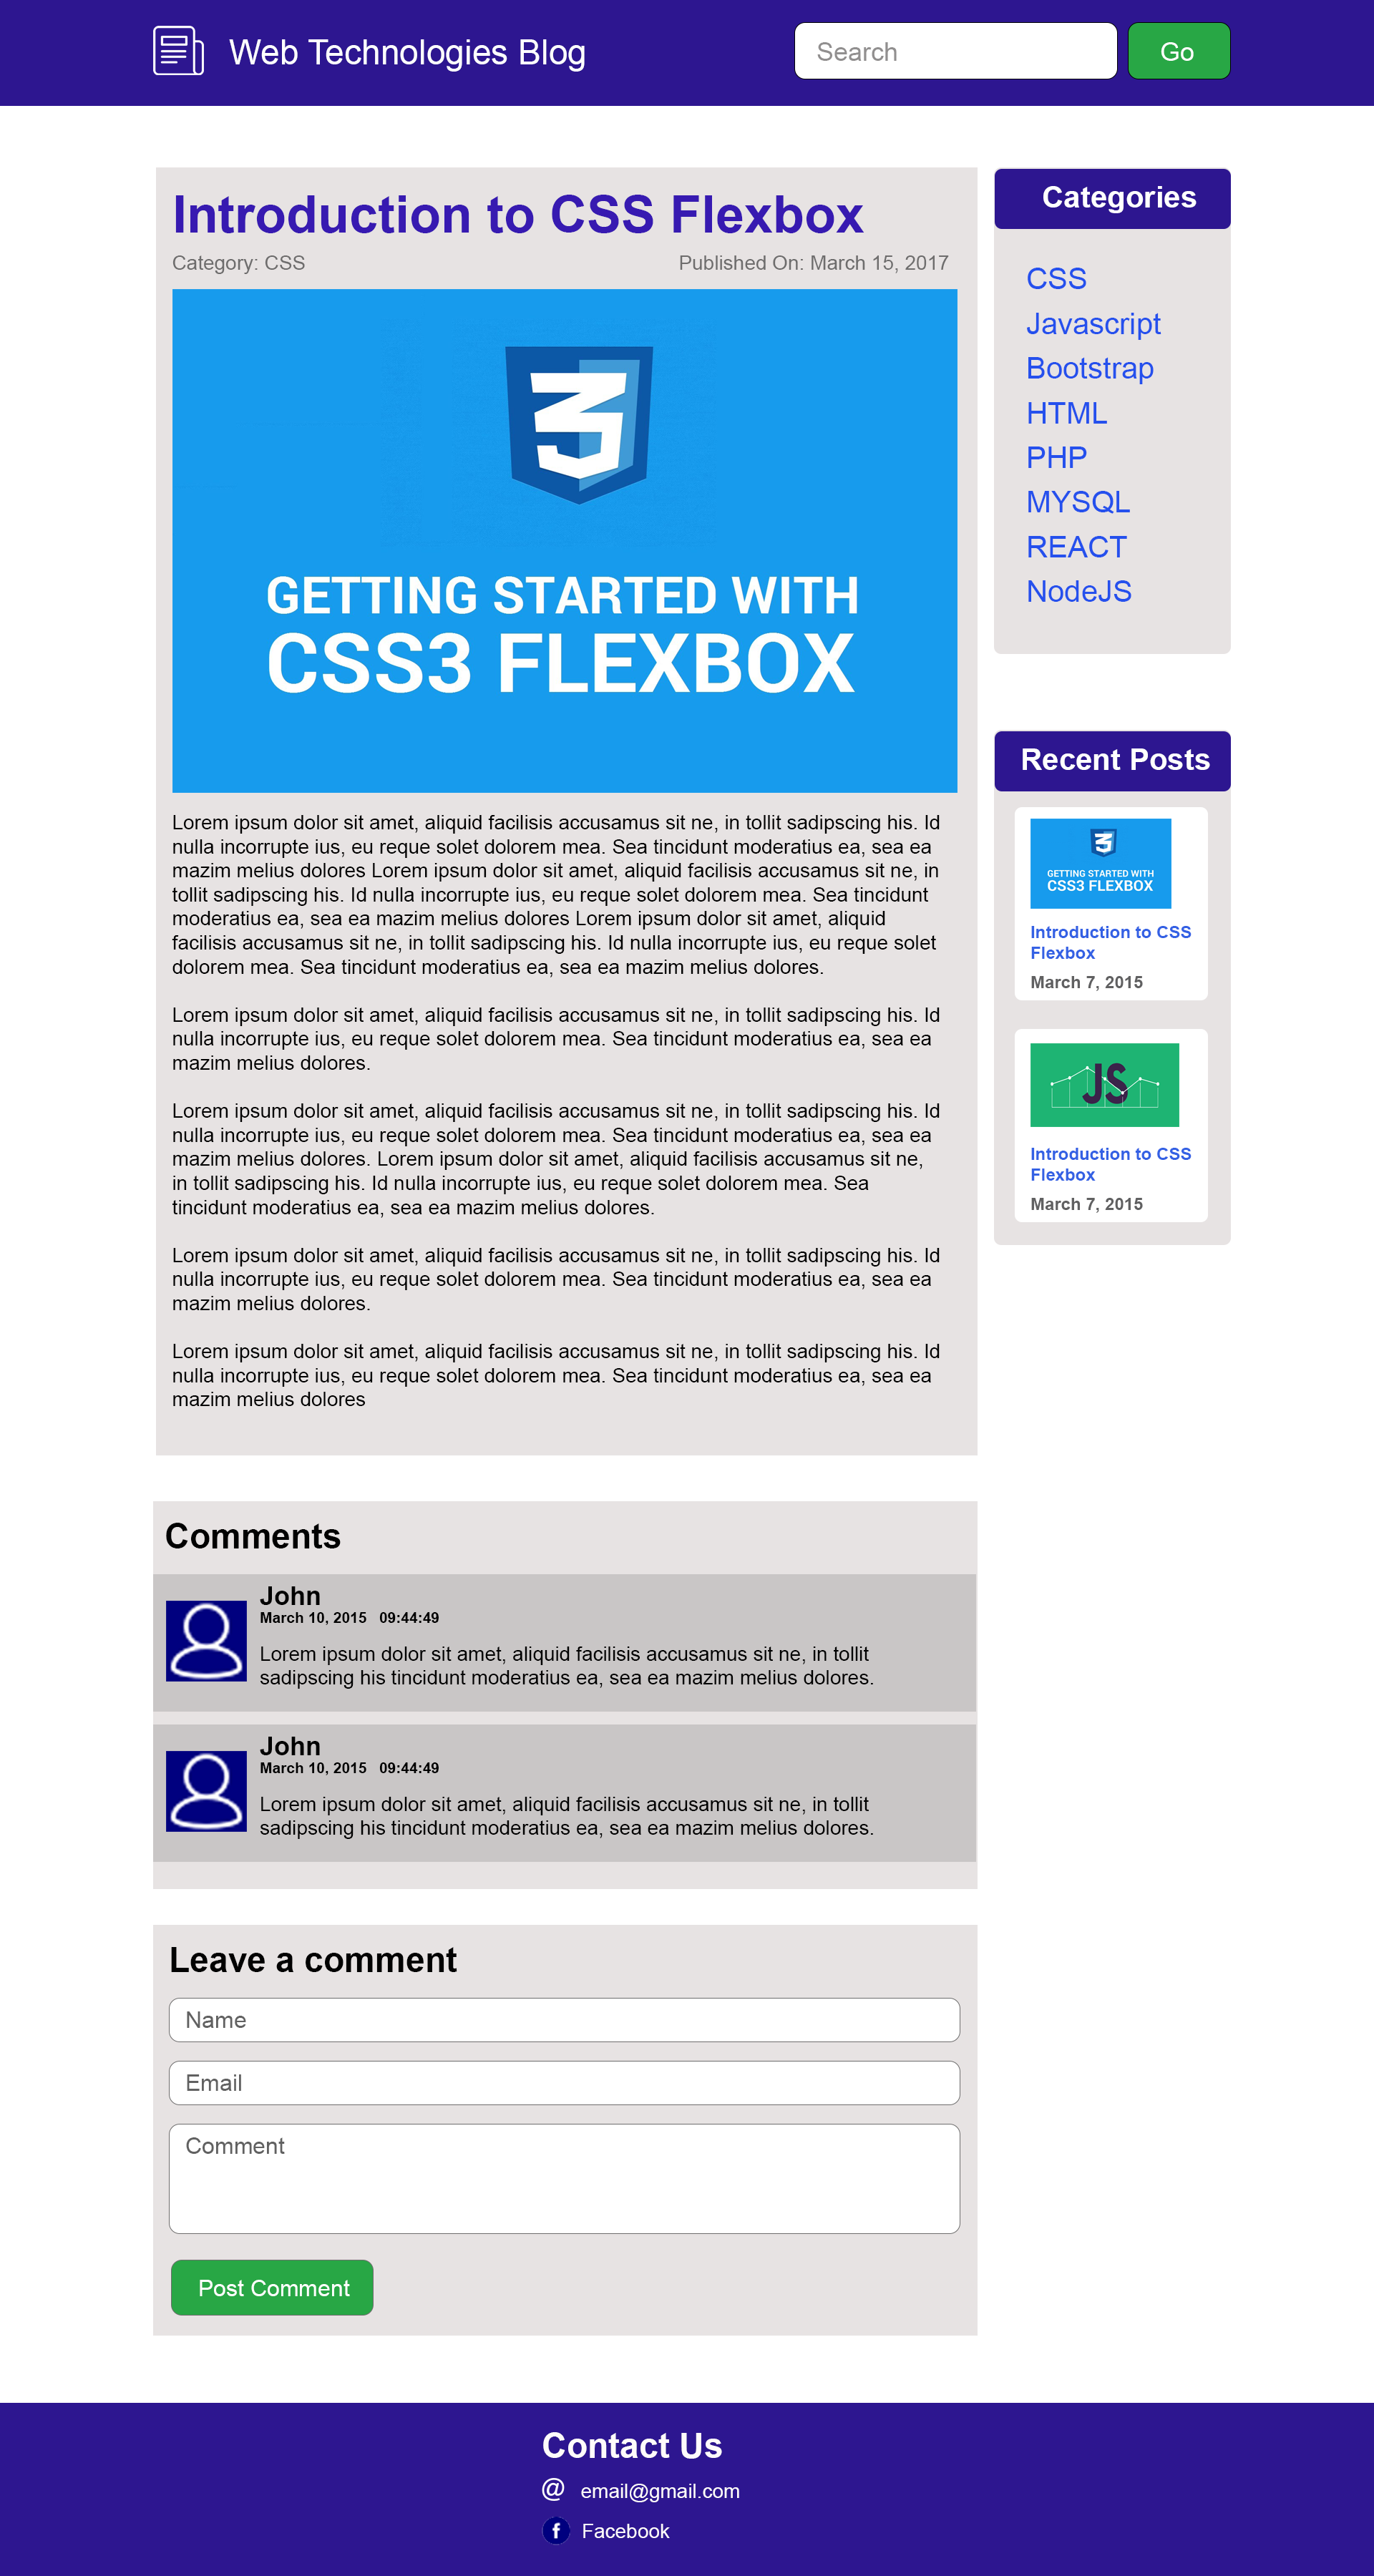 Web Technologies Blog
Search
Go
Introduction to CSS Flexbox
Category: CSS
Published On: March 15, 2017
3
GETTING STARTED WITH
CSS3 FLEXBOX
Lorem ipsum dolor sit amet, aliquid facilisis accusamus sit ne, in tollit sadipscing his. Id
nulla incorrupte ius, eu reque solet dolorem mea. Sea tincidunt moderatius ea, sea ea
mazim melius dolores Lorem ipsum dolor sit amet, aliquid facilisis accusamus sit ne, in
tollit sadipscing his. Id nulla incorrupte ius, eu reque solet dolorem mea. Sea tincidunt
moderatius ea, sea ea mazim melius dolores Lorem ipsum dolor sit amet, aliquid
facilisis accusamus sit ne, in tollit sadipscing his. Id nulla incorrupte ius, eu reque solet
dolorem mea. Sea tincidunt moderatius ea, sea ea mazim melius dolores.
Lorem ipsum dolor sit amet, aliquid facilisis accusamus sit ne, in tollit sadipscing his. Id
nulla incorrupte ius, eu reque solet dolorem mea. Sea tincidunt moderatius ea, sea ea
mazim melius dolores.
Lorem ipsum dolor sit amet, aliquid facilisis accusamus sit ne, in tollit sadipscing his. Id
nulla incorrupte ius, eu reque solet dolorem mea. Sea tincidunt moderatius ea, sea ea
mazim melius dolores. Lorem ipsum dolor sit amet, aliquid facilisis accusamus sit ne,
in tollit sadipscing his. Id nulla incorrupte ius, eu reque solet dolorem mea. Sea
tincidunt moderatius ea, sea ea mazim melius dolores.
Lorem ipsum dolor sit amet, aliquid facilisis accusamus sit ne, in tollit sadipscing his. Id
nulla incorrupte ius, eu reque solet dolorem mea. Sea tincidunt moderatius ea, sea ea
mazim melius dolores.
Lorem ipsum dolor sit amet, aliquid facilisis accusamus sit ne, in tollit sadipscing his. Id
nulla incorrupte ius, eu reque solet dolorem mea. Sea tincidunt moderatius ea, sea ea
mazim melius dolores
Categories
CSS
Javascript
Bootstrap
HTML
PHP
MYSQL
REACT
NodeJS
Recent Posts
3
GETTING STARTED WITH
CSS3 FLEXBOX
Introduction to CSS
Flexbox
March 7, 2015
JS
Introduction to CSS
Flexbox
March 7, 2015
Comments
John
March 10, 2015 09:44:49
Lorem ipsum dolor sit amet, aliquid facilisis accusamus sit ne, in tollit
sadipscing his tincidunt moderatius ea, sea ea mazim melius dolores.
John
March 10, 2015 09:44:49
Lorem ipsum dolor sit amet, aliquid facilisis accusamus sit ne, in tollit
sadipscing his tincidunt moderatius ea, sea ea mazim melius dolores.
Leave a comment
Name
Email
Comment
Post Comment
Contact Us
@ email@gmail.com
f Facebook